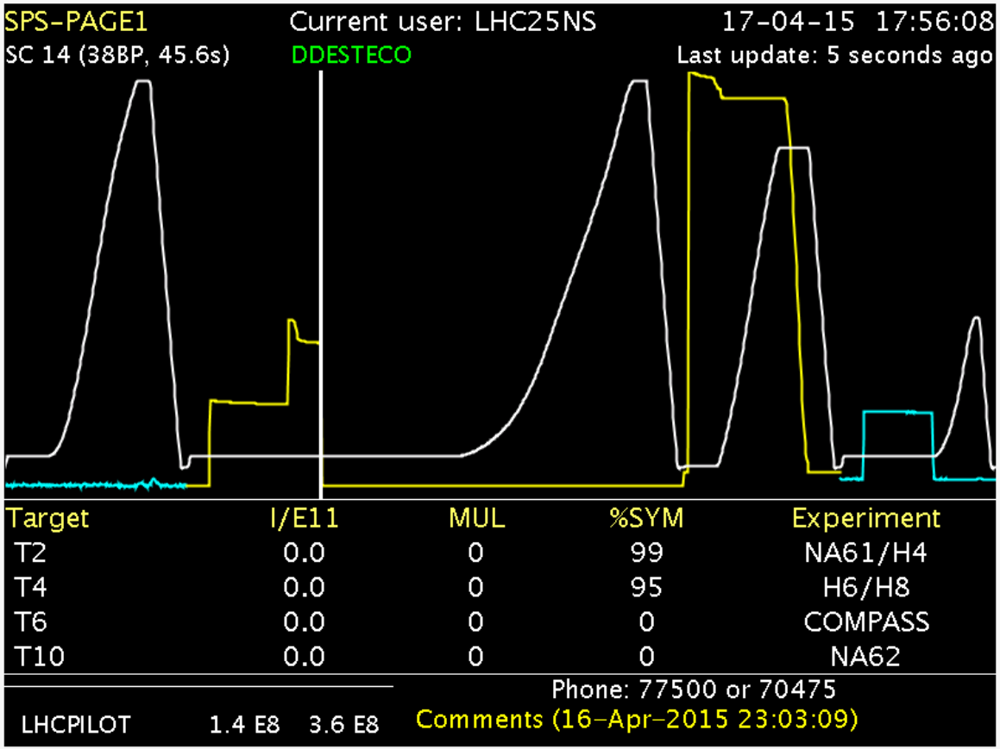 SPS-PAGE1 Current user: LHC25NS 17-04-15 17:56:08
SC 14 (38BP, 45.6s) DDESTECO Last update: 5 seconds ago
Target I/E11 MUL %SYM Experiment
T2 0.0 0 99 NA61/H4
T4 0.0 0 95 H6/H8
T6 0.0 0 0 COMPASS
T10 0.0 0 0 NA62
Phone: 77500 or 70475
LHCPILOT 1.4 E8 3.6 E8 Comments (16-Apr-2015 23:03:09)